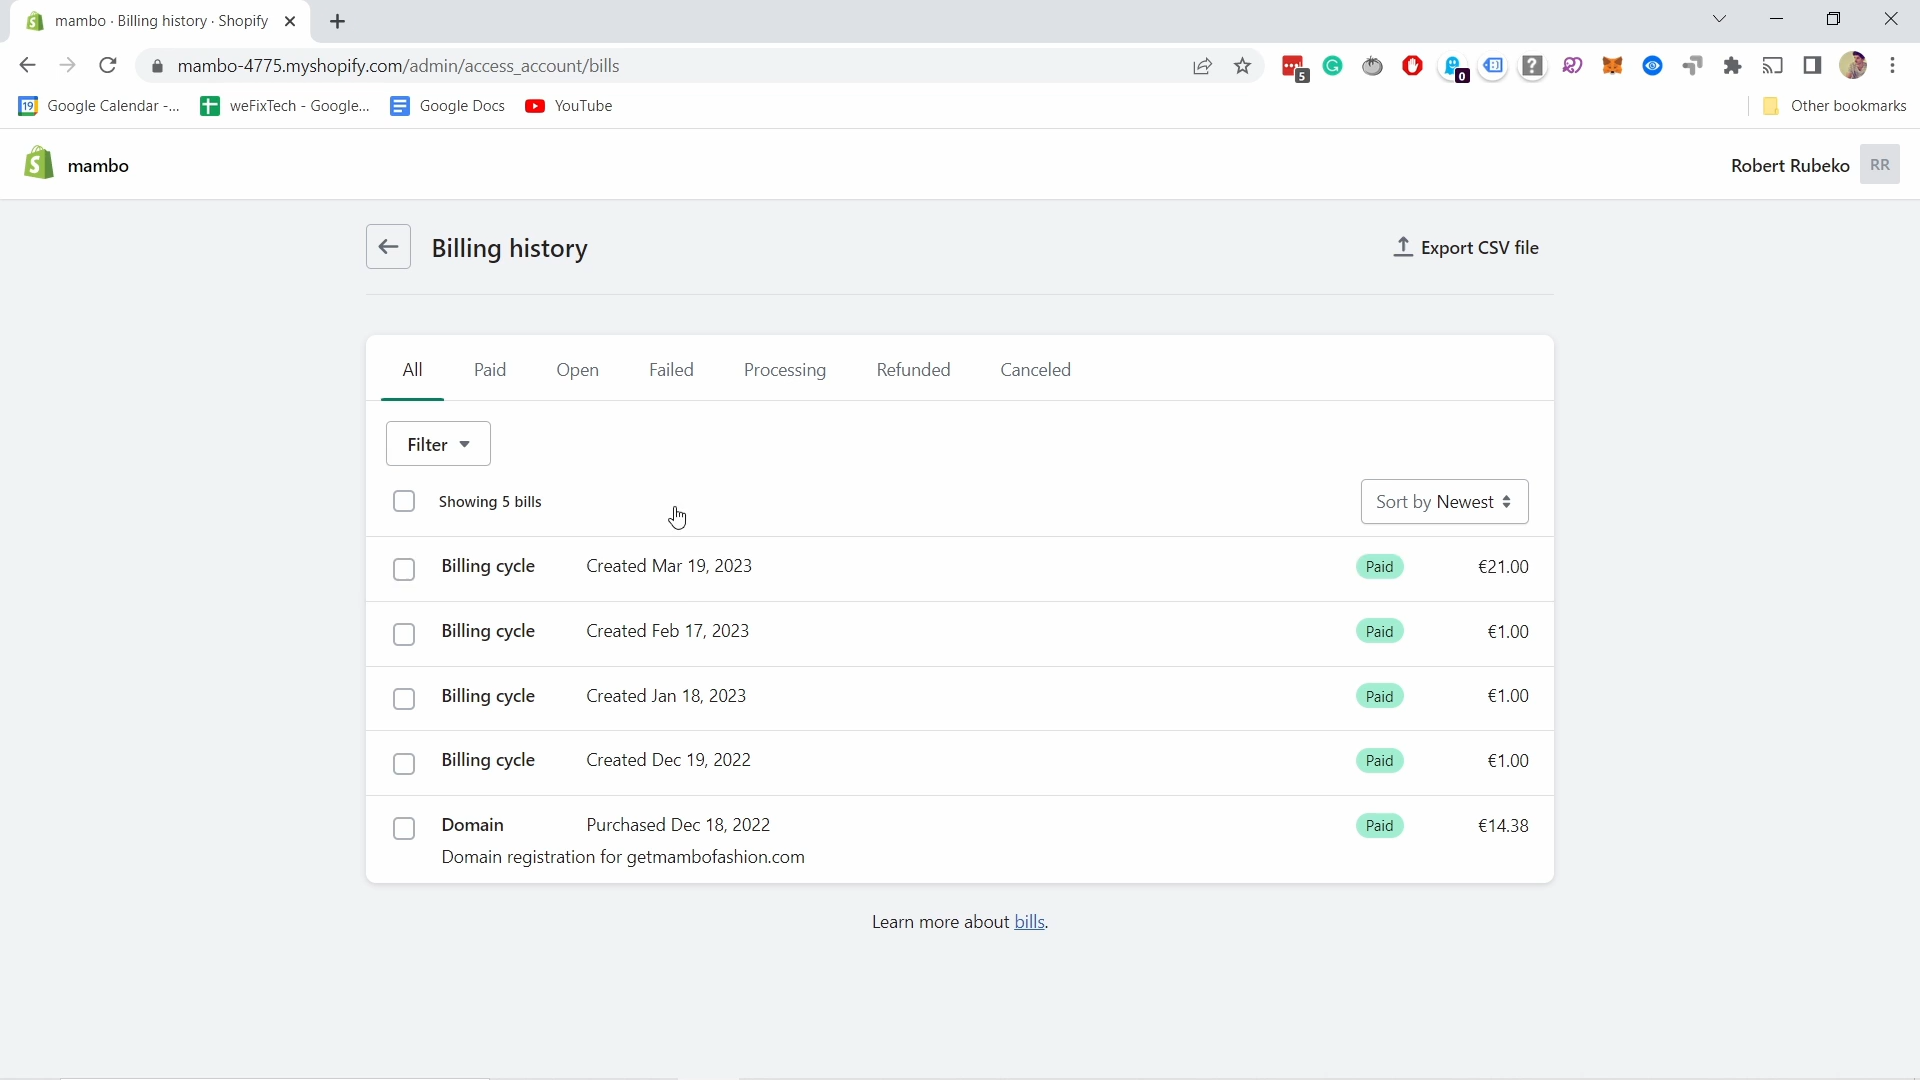 mambo · Billing history · Shopify
mambo-4775.myshopify.com/admin/access_account/bills
5
0
19 Google Calendar -... weFixTech - Google... Google Docs YouTube Other bookmarks
mambo Robert Rubeko RR
Billing history Export CSV file
All Paid Open Failed Processing Refunded Canceled
Filter
Showing 5 bills Sort by Newest
Billing cycle Created Mar 19, 2023 Paid €21.00
Billing cycle Created Feb 17, 2023 Paid €1.00
Billing cycle Created Jan 18, 2023 Paid €1.00
Billing cycle Created Dec 19, 2022 Paid €1.00
Domain Purchased Dec 18, 2022 Paid €14.38
Domain registration for getmambofashion.com
Learn more about bills.